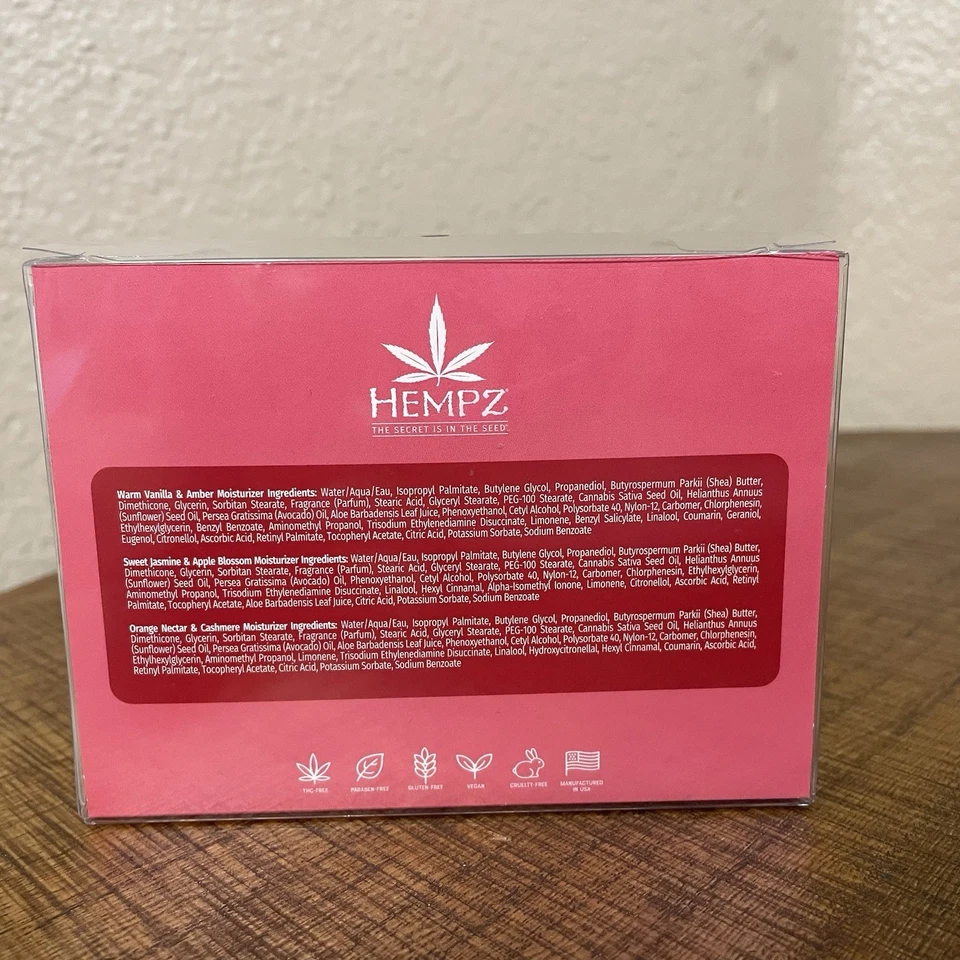 HEMPZ
THE SECRET IS IN THE SEED
Warm Vanilla & Amber Moisturizer Ingredients: Water/Aqua/Eau, Isopropyl Palmitate, Butylene Glycol, Propanediol, Butyrospermum Parkii (Shea) Butter,
Dimethicone, Glycerin, Sorbitan Stearate, Fragrance (Parfum), Stearic Acid, Glyceryl Stearate, PEG-100 Stearate, Cannabis Sativa Seed Oil, Helianthus Annuus
(Sunflower) Seed Oil, Persea Gratissima (Avocado) Oil, Aloe Barbadensis Leaf Juice, Phenoxyethanol, Cetyl Alcohol, Polysorbate 40, Nylon-12, Carbomer, Chlorphenesin,
Ethylhexylglycerin, Benzyl Benzoate, Aminomethyl Propanol, Trisodium Ethylenediamine Disuccinate, Limonene, Benzyl Salicylate, Linalool, Coumarin, Geraniol,
Eugenol, Citronellol, Ascorbic Acid, Retinyl Palmitate, Tocopheryl Acetate, Citric Acid, Potassium Sorbate, Sodium Benzoate
Sweet Jasmine & Apple Blossom Moisturizer Ingredients: Water/Aqua/Eau, Isopropyl Palmitate, Butylene Glycol, Propanediol, Butyrospermum Parkii (Shea) Butter,
Dimethicone, Glycerin, Sorbitan Stearate, Fragrance (Parfum), Stearic Acid, Glyceryl Stearate, PEG-100 Stearate, Cannabis Sativa Seed Oil, Helianthus Annuus
(Sunflower) Seed Oil, Persea Gratissima (Avocado) Oil, Phenoxyethanol, Cetyl Alcohol, Polysorbate 40, Nylon-12, Carbomer, Chlorphenesin, Ethylhexylglycerin,
Aminomethyl Propanol, Trisodium Ethylenediamine Disuccinate, Linalool, Hexyl Cinnamal, Alpha-Isomethyl Ionone, Limonene, Citronellol, Ascorbic Acid, Retinyl
Palmitate, Tocopheryl Acetate, Aloe Barbadensis Leaf Juice, Citric Acid, Potassium Sorbate, Sodium Benzoate
Orange Nectar & Cashmere Moisturizer Ingredients: Water/Aqua/Eau, Isopropyl Palmitate, Butylene Glycol, Propanediol, Butyrospermum Parkii (Shea) Butter,
Dimethicone, Glycerin, Sorbitan Stearate, Fragrance (Parfum), Stearic Acid, Glyceryl Stearate, PEG-100 Stearate, Cannabis Sativa Seed Oil, Helianthus Annuus
(Sunflower) Seed Oil, Persea Gratissima (Avocado) Oil, Aloe Barbadensis Leaf Juice, Phenoxyethanol, Cetyl Alcohol, Polysorbate 40, Nylon-12, Carbomer, Chlorphenesin,
Ethylhexylglycerin, Aminomethyl Propanol, Limonene, Trisodium Ethylenediamine Disuccinate, Linalool, Hydroxycitronellal, Hexyl Cinnamal, Coumarin, Ascorbic Acid,
Retinyl Palmitate, Tocopheryl Acetate, Citric Acid, Potassium Sorbate, Sodium Benzoate
THC-FREE PARABEN-FREE GLUTEN FREE VEGAN CRUELTY-FREE MANUFACTURED
IN USA